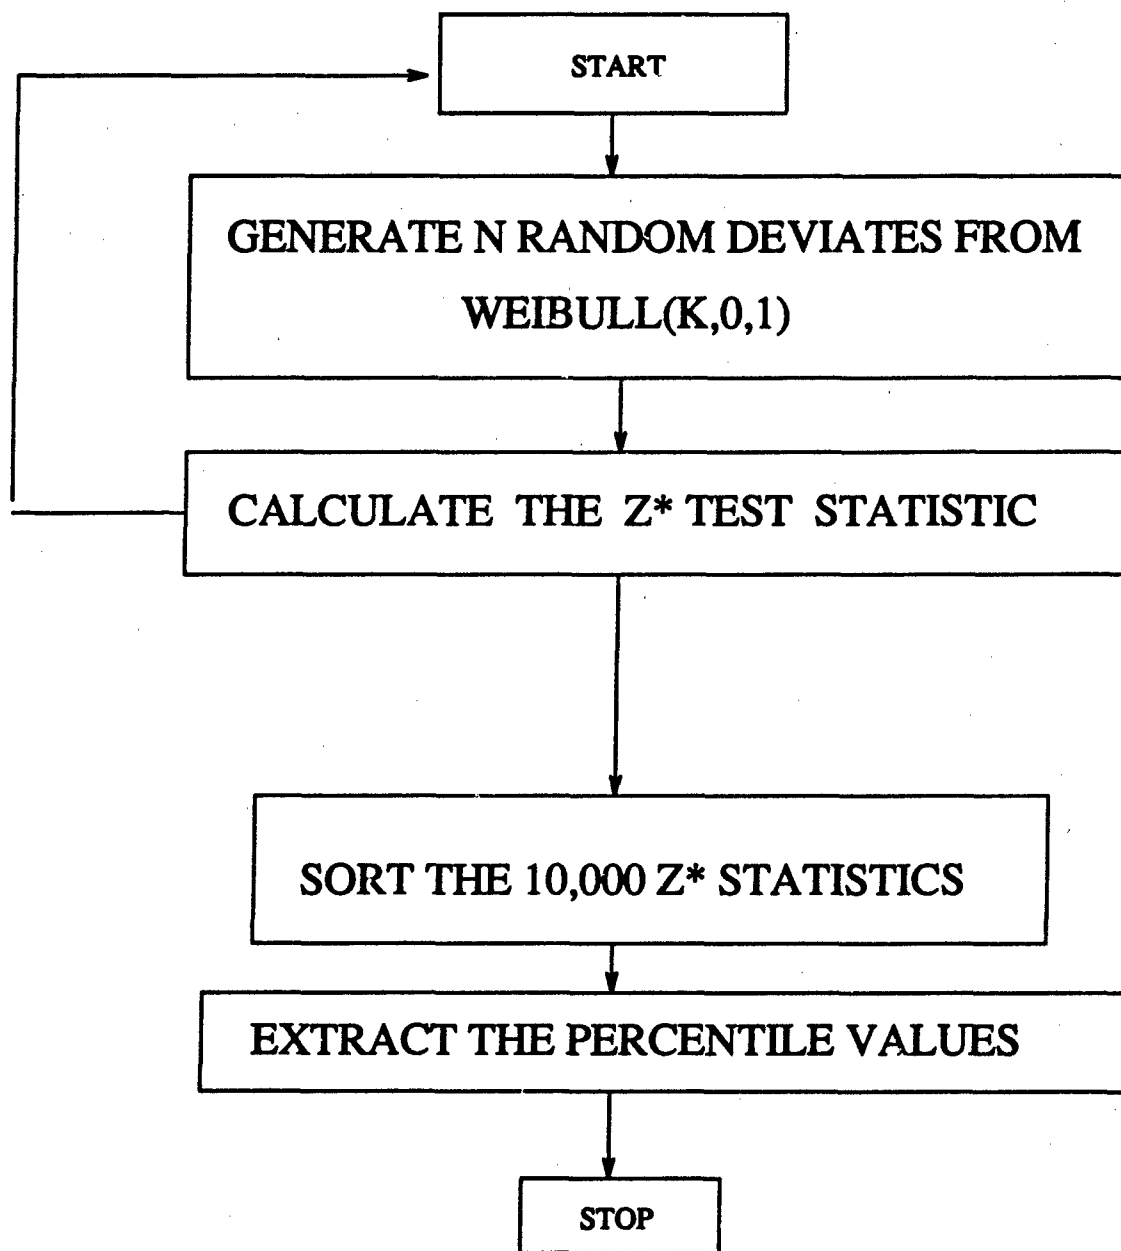 START
GENERATE N RANDOM DEVIATES FROM
WEIBULL(K,0,1)
CALCULATE THE Z* TEST STATISTIC
SORT THE 10,000 Z* STATISTICS
EXTRACT THE PERCENTILE VALUES
STOP